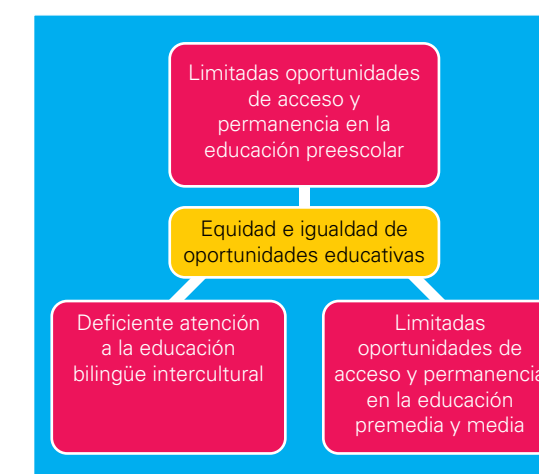 Limitadas oportunidades
de acceso y
permanencia en la
educación preescolar
Equidad e igualdad de
oportunidades educativas
Deficiente atención
a la educación
bilingüe intercultural
Limitadas
oportunidades de
acceso y permanencia
en la educación
premedia y media